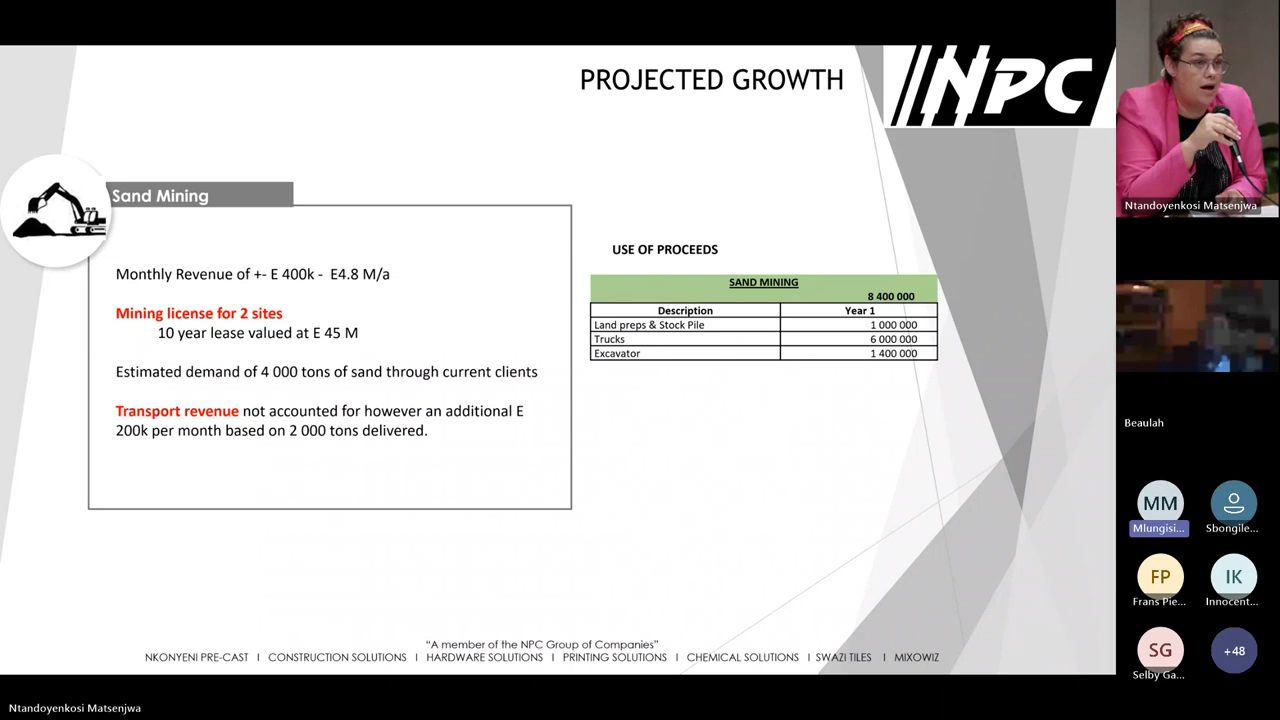 PROJECTED GROWTH
NPC
Sand Mining
Monthly Revenue of +- E 400k - E4.8 M/a
Mining license for 2 sites
10 year lease valued at E 45 M
Estimated demand of 4 000 tons of sand through current clients
Transport revenue not accounted for however an additional E
200k per month based on 2 000 tons delivered.
USE OF PROCEEDS
SAND MINING
8 400 000
Description Year 1
Land preps & Stock Pile 1 000 000
Trucks 6 000 000
Excavator 1 400 000
“A member of the NPC Group of Companies”
NKONYENI PRE-CAST I CONSTRUCTION SOLUTIONS I HARDWARE SOLUTIONS I PRINTING SOLUTIONS I CHEMICAL SOLUTIONS I SWAZI TILES I MIXOWIZ
Ntandoyenkosi Matsenjwa
Beaulah
MM
Mlungisi...
Sbongile...
FP
IK
Frans Pie...
Innocent...
SG
+48
Selby Ga...
Ntandoyenkosi Matsenjwa